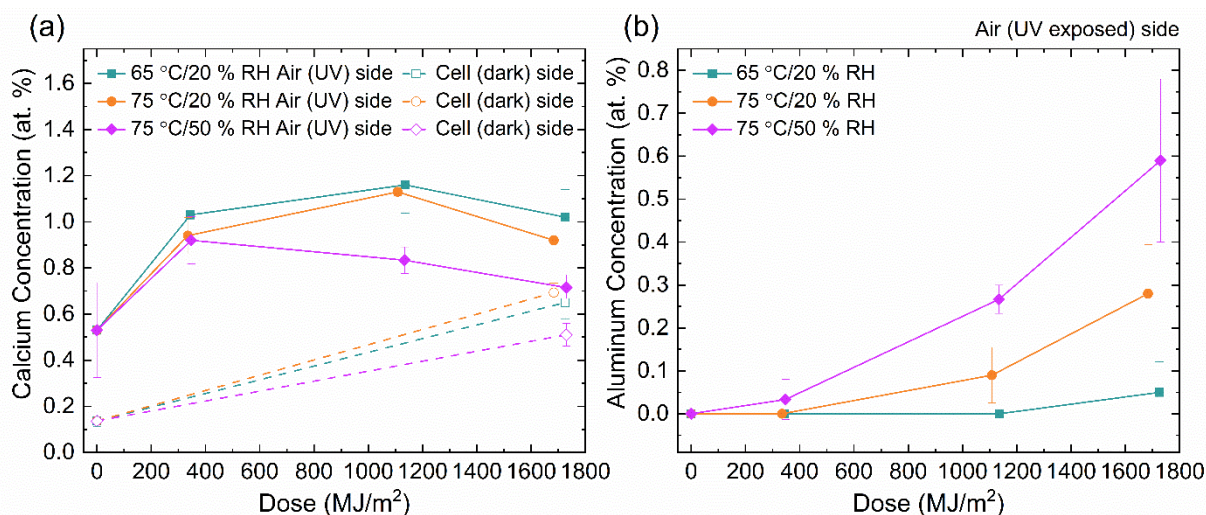 (a)
65 °C/20 % RH Air (UV) side Cell (dark) side
75 °C/20 % RH Air (UV) side Cell (dark) side
75 °C/50 % RH Air (UV) side Cell (dark) side
Calcium Concentration (at. %)
1.6
1.4
1.2
1.0
0.8
0.6
0.4
0.2
0.0
0 200 400 600 800 1000 1200 1400 1600 1800
Dose (MJ/m²)
(b)
Air (UV exposed) side
65 °C/20 % RH
75 °C/20 % RH
75 °C/50 % RH
Aluminum Concentration (at. %)
0.8
0.7
0.6
0.5
0.4
0.3
0.2
0.1
0.0
0 200 400 600 800 1000 1200 1400 1600 1800
Dose (MJ/m²)